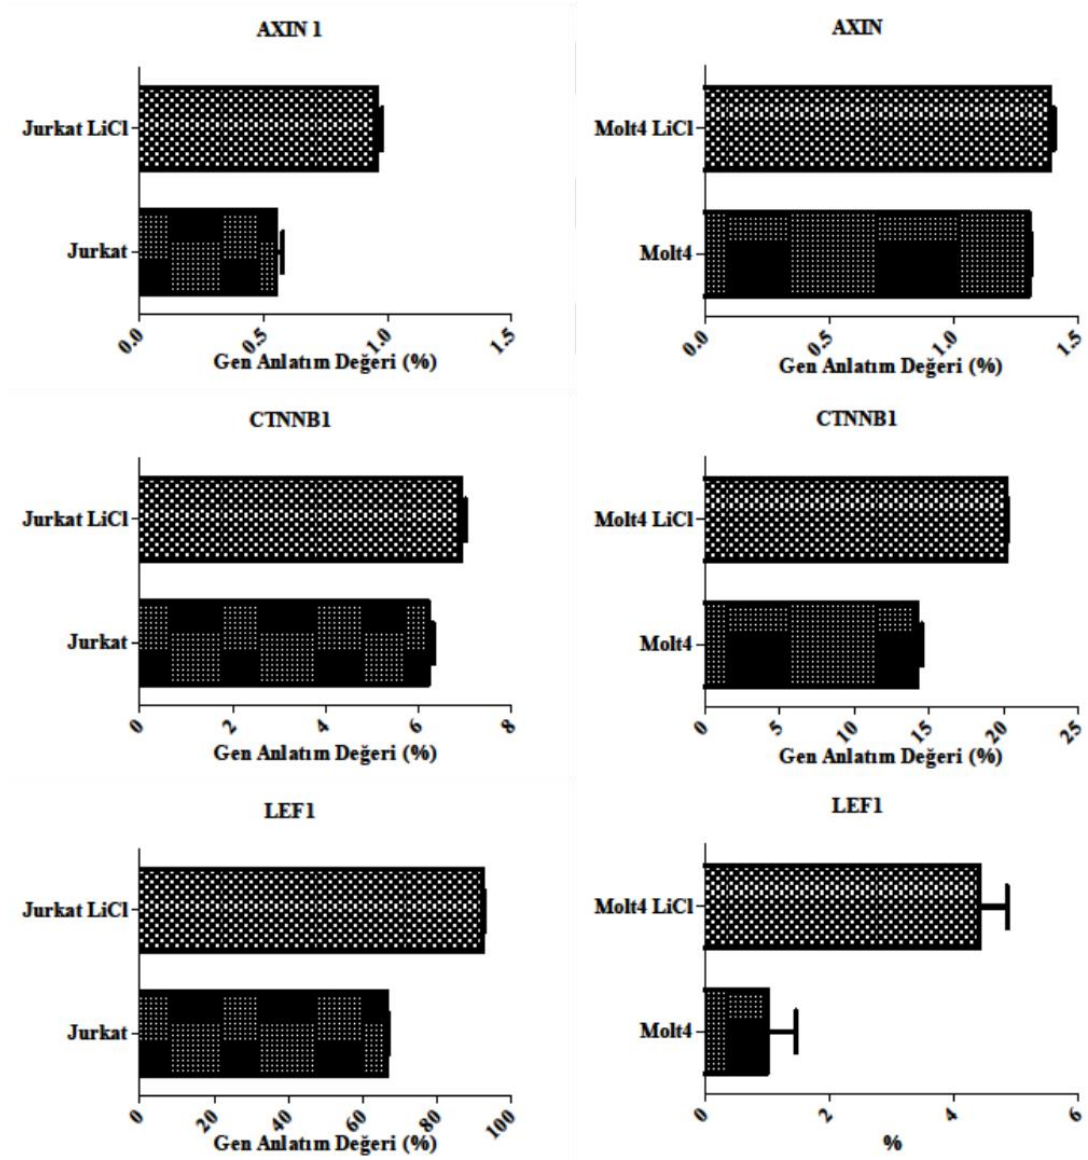 AXIN 1
Jurkat LiCl
Jurkat
0.0 0.5 1.0 1.5
Gen Anlatım Değeri (%)
AXIN
Molt4 LiCl
Molt4
0.0 0.5 1.0 1.5
Gen Anlatım Değeri (%)
CTNNB1
Jurkat LiCl
Jurkat
0 2 4 6 8
Gen Anlatım Değeri (%)
CTNNB1
Molt4 LiCl
Molt4
0 5 10 15 20 25
Gen Anlatım Değeri (%)
LEF1
Jurkat LiCl
Jurkat
0 20 40 60 80 100
Gen Anlatım Değeri (%)
LEF1
Molt4 LiCl
Molt4
0 2 4 6
%